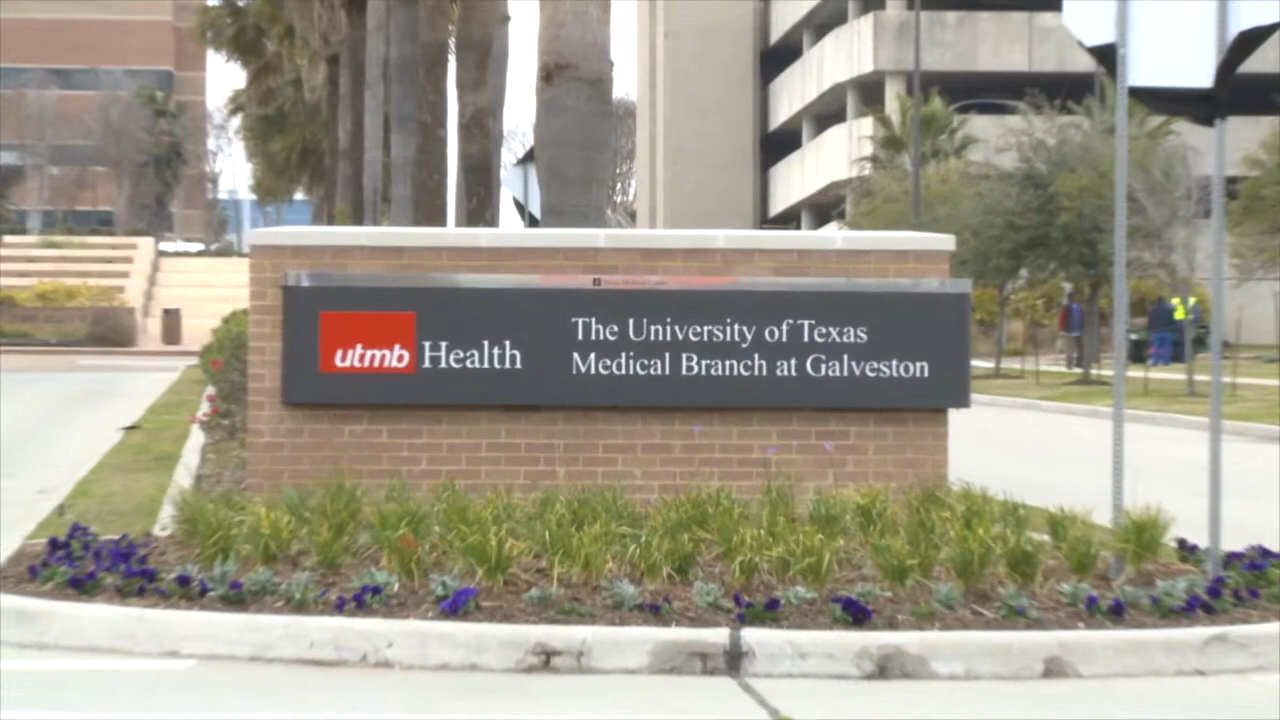 utmb Health
The University of Texas
Medical Branch at Galveston